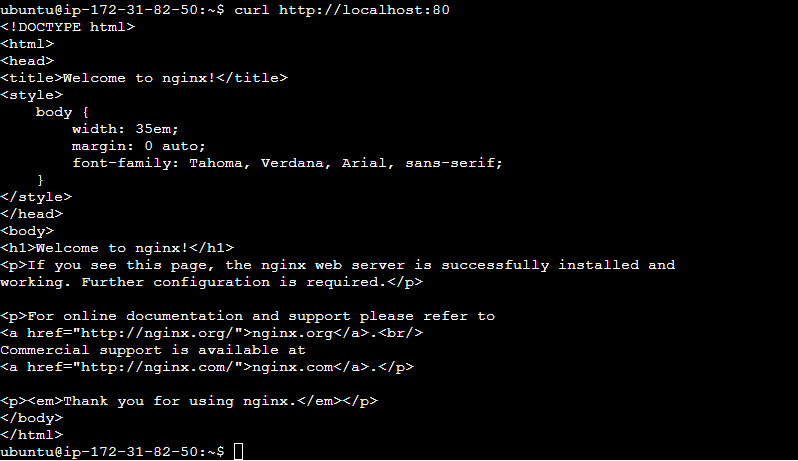 ubuntu@ip-172-31-82-50:~$ curl http://localhost:80
<!DOCTYPE html>
<html>
<head>
<title>Welcome to nginx!</title>
<style>
    body {
        width: 35em;
        margin: 0 auto;
        font-family: Tahoma, Verdana, Arial, sans-serif;
    }
</style>
</head>
<body>
<h1>Welcome to nginx!</h1>
<p>If you see this page, the nginx web server is successfully installed and
working. Further configuration is required.</p>

<p>For online documentation and support please refer to
<a href="http://nginx.org/">nginx.org</a>.<br/>
Commercial support is available at
<a href="http://nginx.com/">nginx.com</a>.</p>

<p><em>Thank you for using nginx.</em></p>
</body>
</html>
ubuntu@ip-172-31-82-50:~$